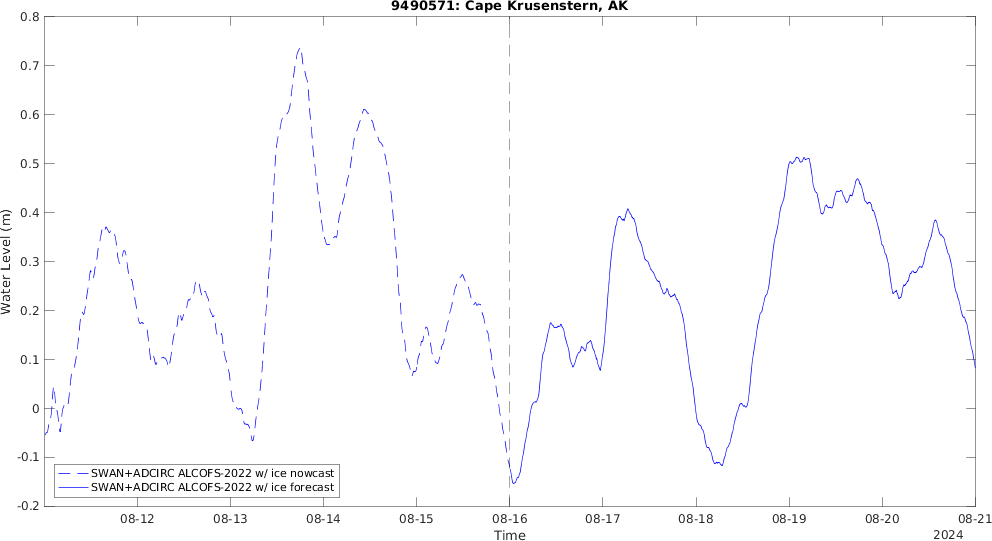 9490571: Cape Krusenstern, AK
0.8
0.7
0.6
0.5
0.4
0.3
0.2
0.1
0
-0.1
-0.2
Water Level (m)
SWAN+ADCIRC ALCOFS-2022 w/ ice nowcast
SWAN+ADCIRC ALCOFS-2022 w/ ice forecast
08-12 08-13 08-14 08-15 08-16 08-17 08-18 08-19 08-20 08-21
Time
2024